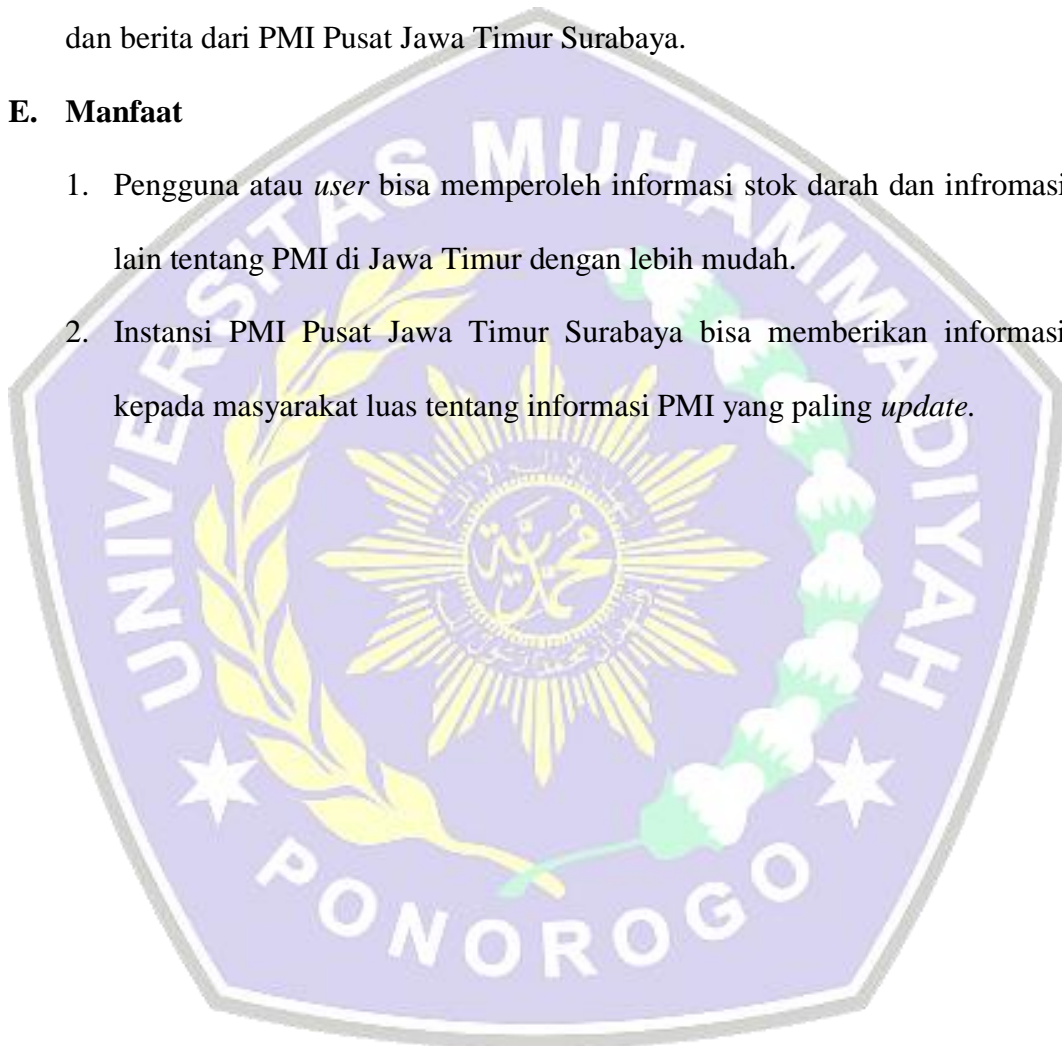 dan berita dari PMI Pusat Jawa Timur Surabaya.
E. Manfaat
1. Pengguna atau user bisa memperoleh informasi stok darah dan infromasi
lain tentang PMI di Jawa Timur dengan lebih mudah.
2. Instansi PMI Pusat Jawa Timur Surabaya bisa memberikan informasi
kepada masyarakat luas tentang informasi PMI yang paling update.
UNIVERSITAS MUHAMMADIYAH
محمدية
PONOROGO